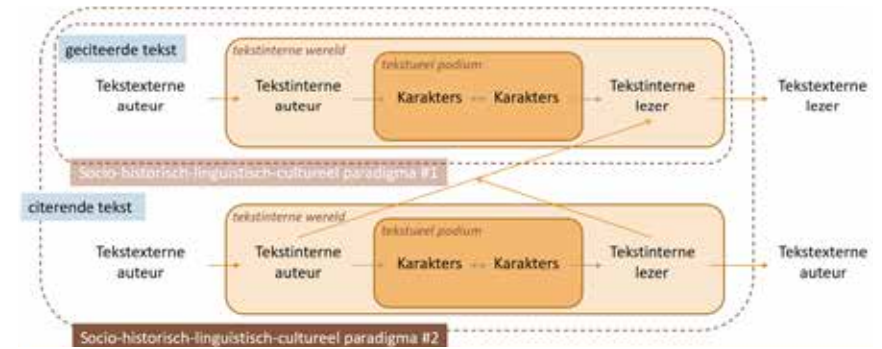 geciteerde tekst
tekstinterne wereld
tekstueel podium
Tekstexterne
auteur
Tekstinterne
auteur
Karakters
Karakters
Tekstinterne
lezer
Tekstexterne
lezer
Socio-historisch-linguistisch-cultureel paradigma #1
citerende tekst
tekstinterne wereld
tekstueel podium
Tekstexterne
auteur
Tekstinterne
auteur
Karakters
Karakters
Tekstinterne
lezer
Tekstexterne
auteur
Socio-historisch-linguistisch-cultureel paradigma #2